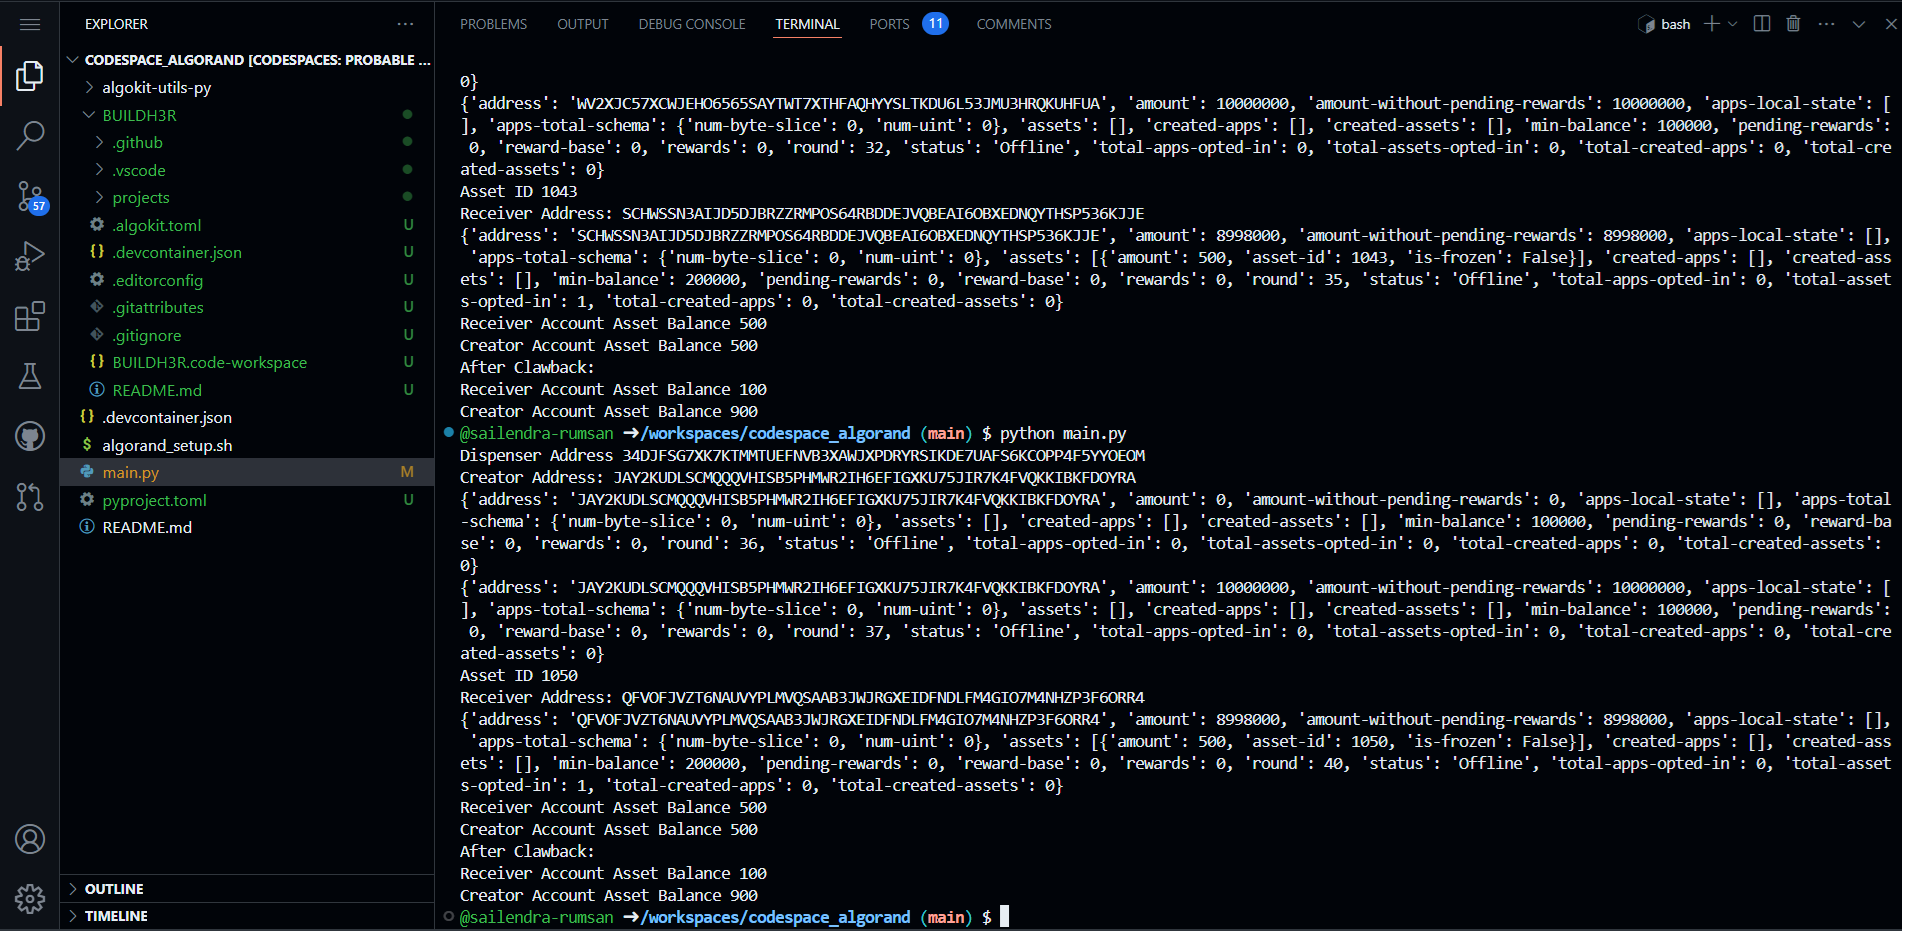 EXPLORER
PROBLEMS OUTPUT DEBUG CONSOLE TERMINAL PORTS 11 COMMENTS
bash
CODESPACE_ALGORAND [CODESPACES: PROBABLE ...
algokit-utils-py
BUILDH3R
.github
.vscode
projects
.algokit.toml U
.devcontainer.json U
.editorconfig U
.gitattributes U
.gitignore U
BUILDH3R.code-workspace U
README.md U
.devcontainer.json
algorand_setup.sh
main.py M
pyproject.toml U
README.md
57
OUTLINE
TIMELINE
0}
{'address': 'WV2XJC57XCWJEHO6565SAYTWT7XTHFAQHYYSLTKDU6L53JMU3HRQKUHFUA', 'amount': 10000000, 'amount-without-pending-rewards': 10000000, 'apps-local-state': [
], 'apps-total-schema': {'num-byte-slice': 0, 'num-uint': 0}, 'assets': [], 'created-apps': [], 'created-assets': [], 'min-balance': 100000, 'pending-rewards':
0, 'reward-base': 0, 'rewards': 0, 'round': 32, 'status': 'Offline', 'total-apps-opted-in': 0, 'total-assets-opted-in': 0, 'total-created-apps': 0, 'total-cre
ated-assets': 0}
Asset ID 1043
Receiver Address: SCHWSSN3AIJD5DJBRZZRMPOS64RBDDEJVQBEAI6OBXEDNQYTHSP536KJJE
{'address': 'SCHWSSN3AIJD5DJBRZZRMPOS64RBDDEJVQBEAI6OBXEDNQYTHSP536KJJE', 'amount': 8998000, 'amount-without-pending-rewards': 8998000, 'apps-local-state': [],
'apps-total-schema': {'num-byte-slice': 0, 'num-uint': 0}, 'assets': [{'amount': 500, 'asset-id': 1043, 'is-frozen': False}], 'created-apps': [], 'created-ass
ets': [], 'min-balance': 200000, 'pending-rewards': 0, 'reward-base': 0, 'rewards': 0, 'round': 35, 'status': 'Offline', 'total-apps-opted-in': 0, 'total-asset
s-opted-in': 1, 'total-created-apps': 0, 'total-created-assets': 0}
Receiver Account Asset Balance 500
Creator Account Asset Balance 500
After Clawback:
Receiver Account Asset Balance 100
Creator Account Asset Balance 900
@sailendra-rumsan ➜/workspaces/codespace_algorand (main) $ python main.py
Dispenser Address 34DJFSG7XK7KTMMTUEFNVB3XAWJXPDRYRSIKDE7UAFS6KCOPP4F5YYOEOM
Creator Address: JAY2KUDLSCMQQQVHISB5PHMWR2IH6EFIGXKU75JIR7K4FVQKKIBKFDOYRA
{'address': 'JAY2KUDLSCMQQQVHISB5PHMWR2IH6EFIGXKU75JIR7K4FVQKKIBKFDOYRA', 'amount': 0, 'amount-without-pending-rewards': 0, 'apps-local-state': [], 'apps-total
-schema': {'num-byte-slice': 0, 'num-uint': 0}, 'assets': [], 'created-apps': [], 'created-assets': [], 'min-balance': 100000, 'pending-rewards': 0, 'reward-ba
se': 0, 'rewards': 0, 'round': 36, 'status': 'Offline', 'total-apps-opted-in': 0, 'total-assets-opted-in': 0, 'total-created-apps': 0, 'total-created-assets':
0}
{'address': 'JAY2KUDLSCMQQQVHISB5PHMWR2IH6EFIGXKU75JIR7K4FVQKKIBKFDOYRA', 'amount': 10000000, 'amount-without-pending-rewards': 10000000, 'apps-local-state': [
], 'apps-total-schema': {'num-byte-slice': 0, 'num-uint': 0}, 'assets': [], 'created-apps': [], 'created-assets': [], 'min-balance': 100000, 'pending-rewards':
0, 'reward-base': 0, 'rewards': 0, 'round': 37, 'status': 'Offline', 'total-apps-opted-in': 0, 'total-assets-opted-in': 0, 'total-created-apps': 0, 'total-cre
ated-assets': 0}
Asset ID 1050
Receiver Address: QFVOFJVZT6NAUVYPLMVQSAAB3JWJRGXEIDFNDLFM4GIO7M4NHZP3F6ORR4
{'address': 'QFVOFJVZT6NAUVYPLMVQSAAB3JWJRGXEIDFNDLFM4GIO7M4NHZP3F6ORR4', 'amount': 8998000, 'amount-without-pending-rewards': 8998000, 'apps-local-state': [],
'apps-total-schema': {'num-byte-slice': 0, 'num-uint': 0}, 'assets': [{'amount': 500, 'asset-id': 1050, 'is-frozen': False}], 'created-apps': [], 'created-ass
ets': [], 'min-balance': 200000, 'pending-rewards': 0, 'reward-base': 0, 'rewards': 0, 'round': 40, 'status': 'Offline', 'total-apps-opted-in': 0, 'total-asset
s-opted-in': 1, 'total-created-apps': 0, 'total-created-assets': 0}
Receiver Account Asset Balance 500
Creator Account Asset Balance 500
After Clawback:
Receiver Account Asset Balance 100
Creator Account Asset Balance 900
@sailendra-rumsan ➜/workspaces/codespace_algorand (main) $